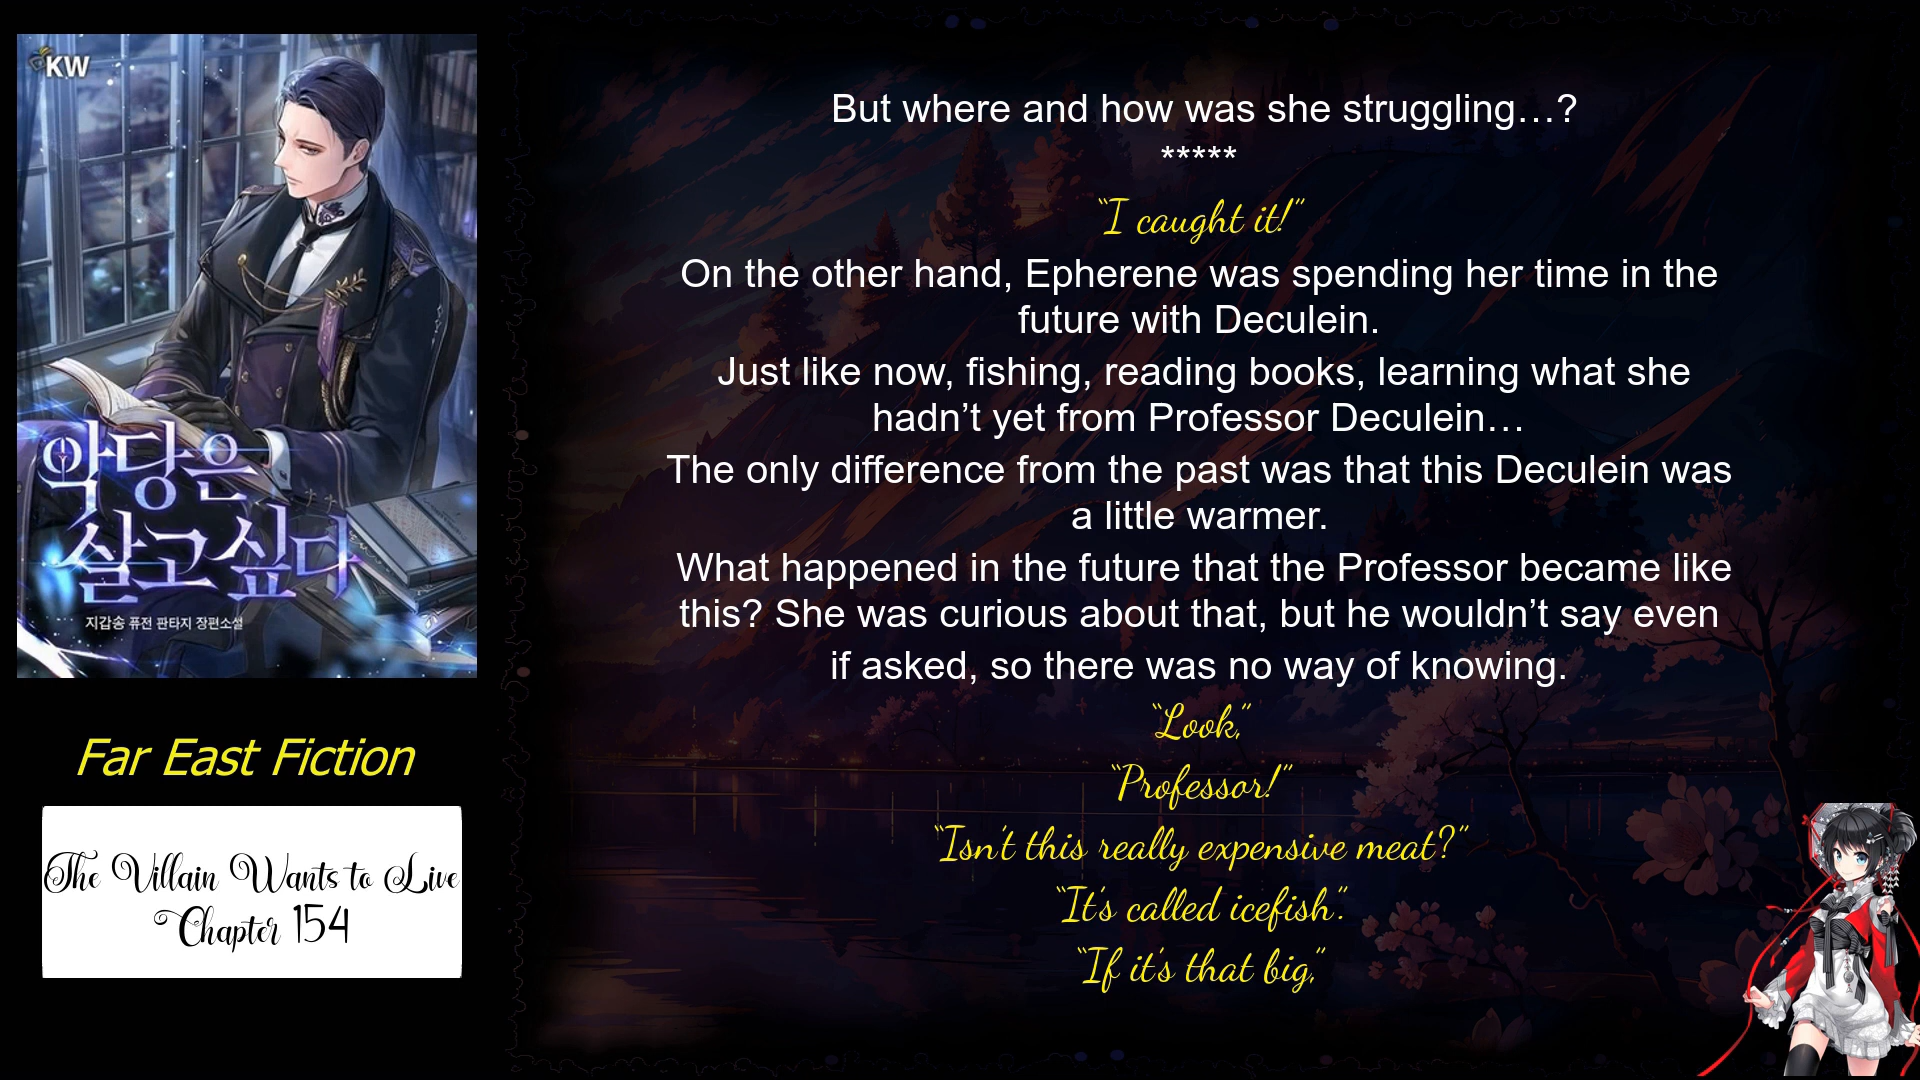 KW
악당은
살고싶다
지갑송 퓨전 판타지 장편소설
Far East Fiction
The Villain Wants to Live
Chapter 154
But where and how was she struggling…?
*****
“I caught it!”
On the other hand, Epherene was spending her time in the
future with Deculein.
Just like now, fishing, reading books, learning what she
hadn’t yet from Professor Deculein…
The only difference from the past was that this Deculein was
a little warmer.
What happened in the future that the Professor became like
this? She was curious about that, but he wouldn’t say even
if asked, so there was no way of knowing.
“Look,”
“Professor!”
“Isn’t this really expensive meat?”
“It’s called icefish”.
“If it’s that big,”